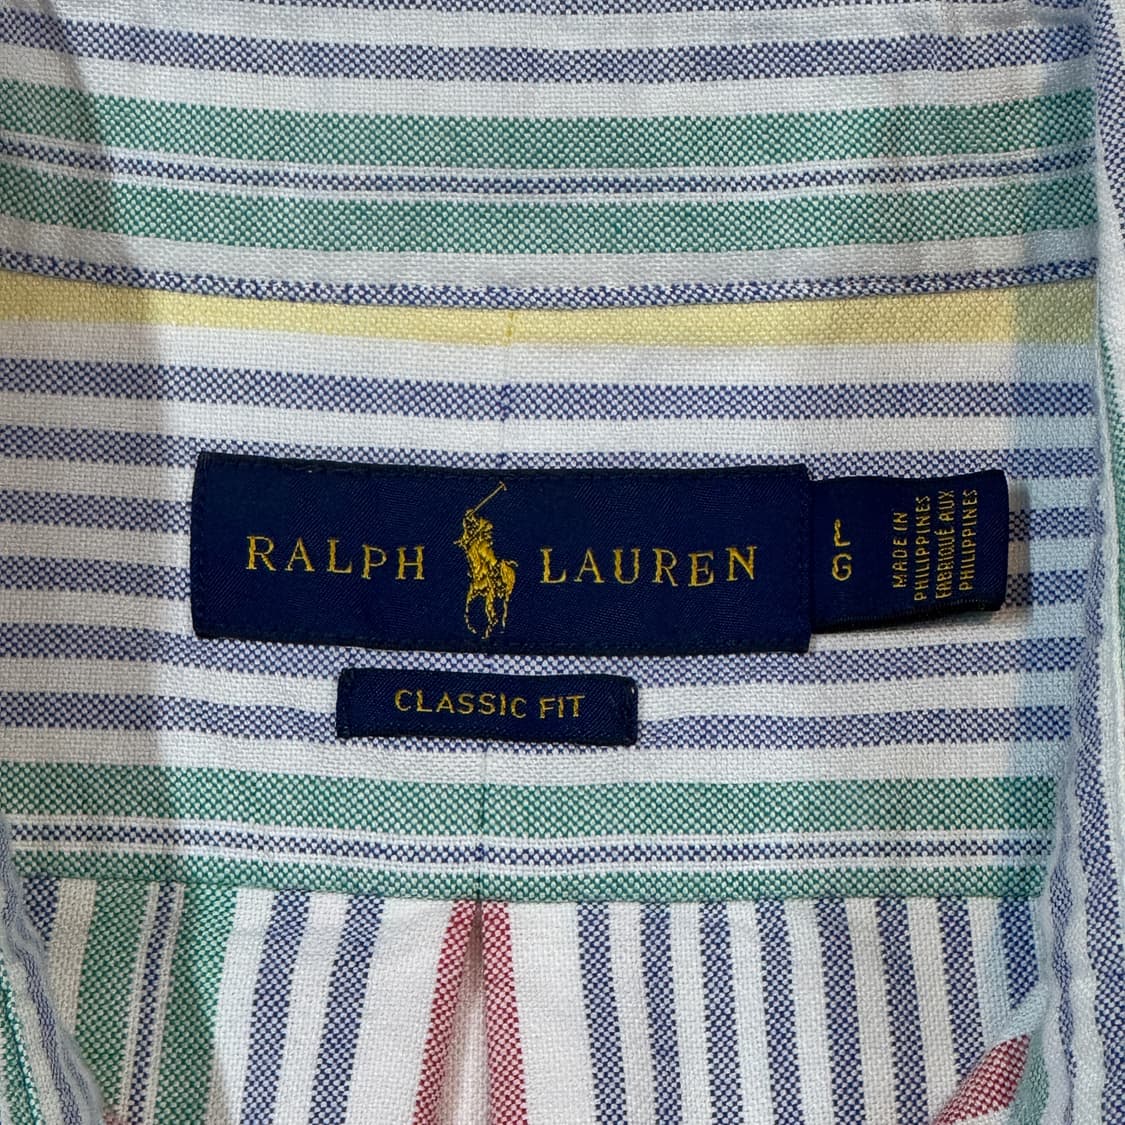 RALPH LAUREN
L
G
MADE IN
PHILIPPINES
FABRIQUÉ AUX
PHILIPPINES
CLASSIC FIT